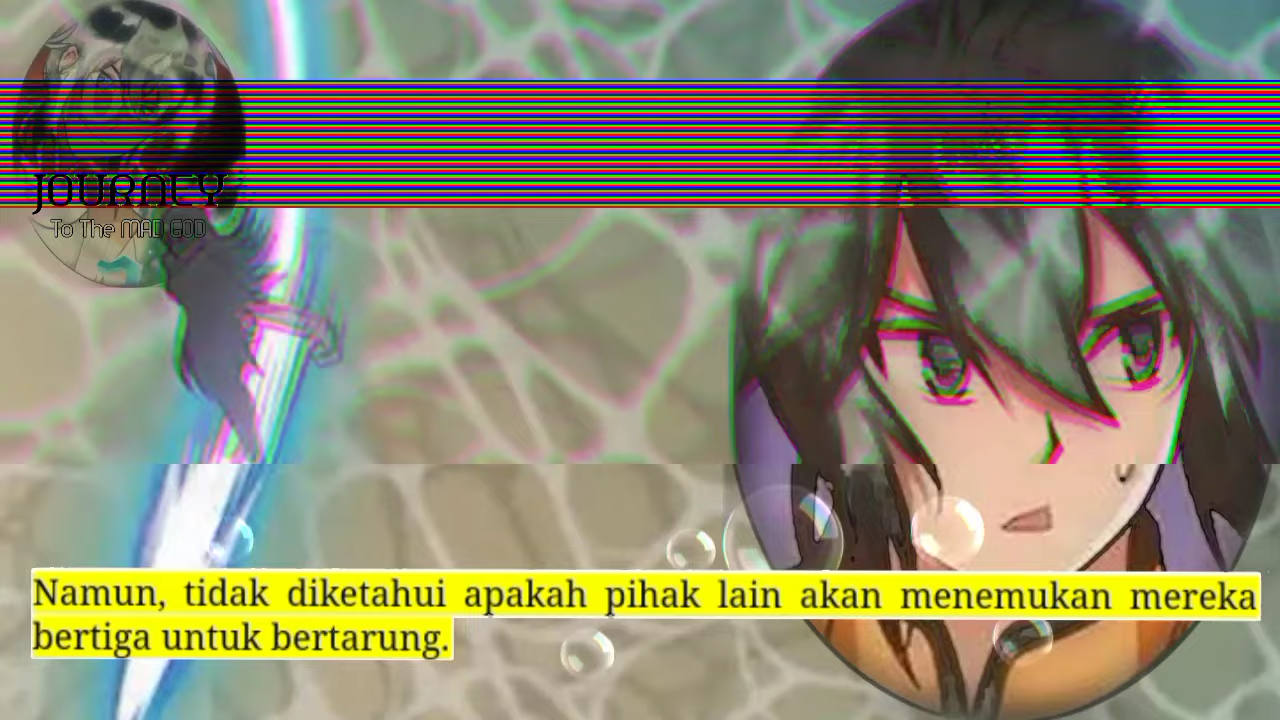 JOURNEY
To The MAD GOD
Namun, tidak diketahui apakah pihak lain akan menemukan mereka
bertiga untuk bertarung.